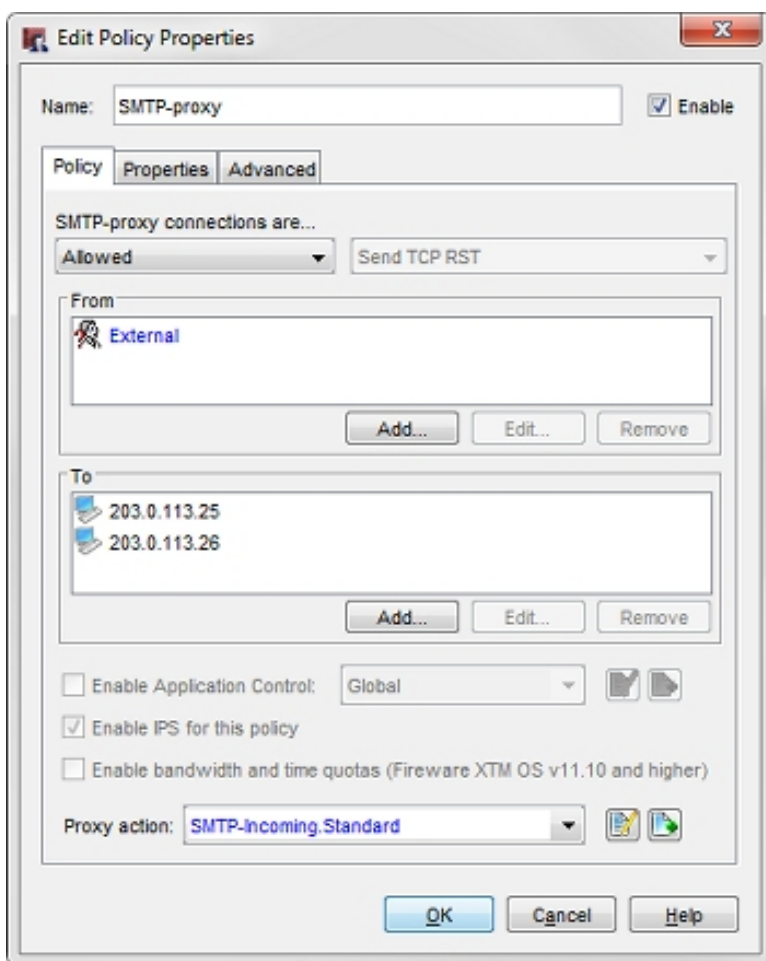 Edit Policy Properties
Name: SMTP-proxy Enable
Policy Properties Advanced
SMTP-proxy connections are...
Allowed Send TCP RST
From
External
Add... Edit... Remove
To
203.0.113.25
203.0.113.26
Add... Edit... Remove
Enable Application Control: Global
Enable IPS for this policy
Enable bandwidth and time quotas (Fireware XTM OS v11.10 and higher)
Proxy action: SMTP-Incoming.Standard
OK Cancel Help